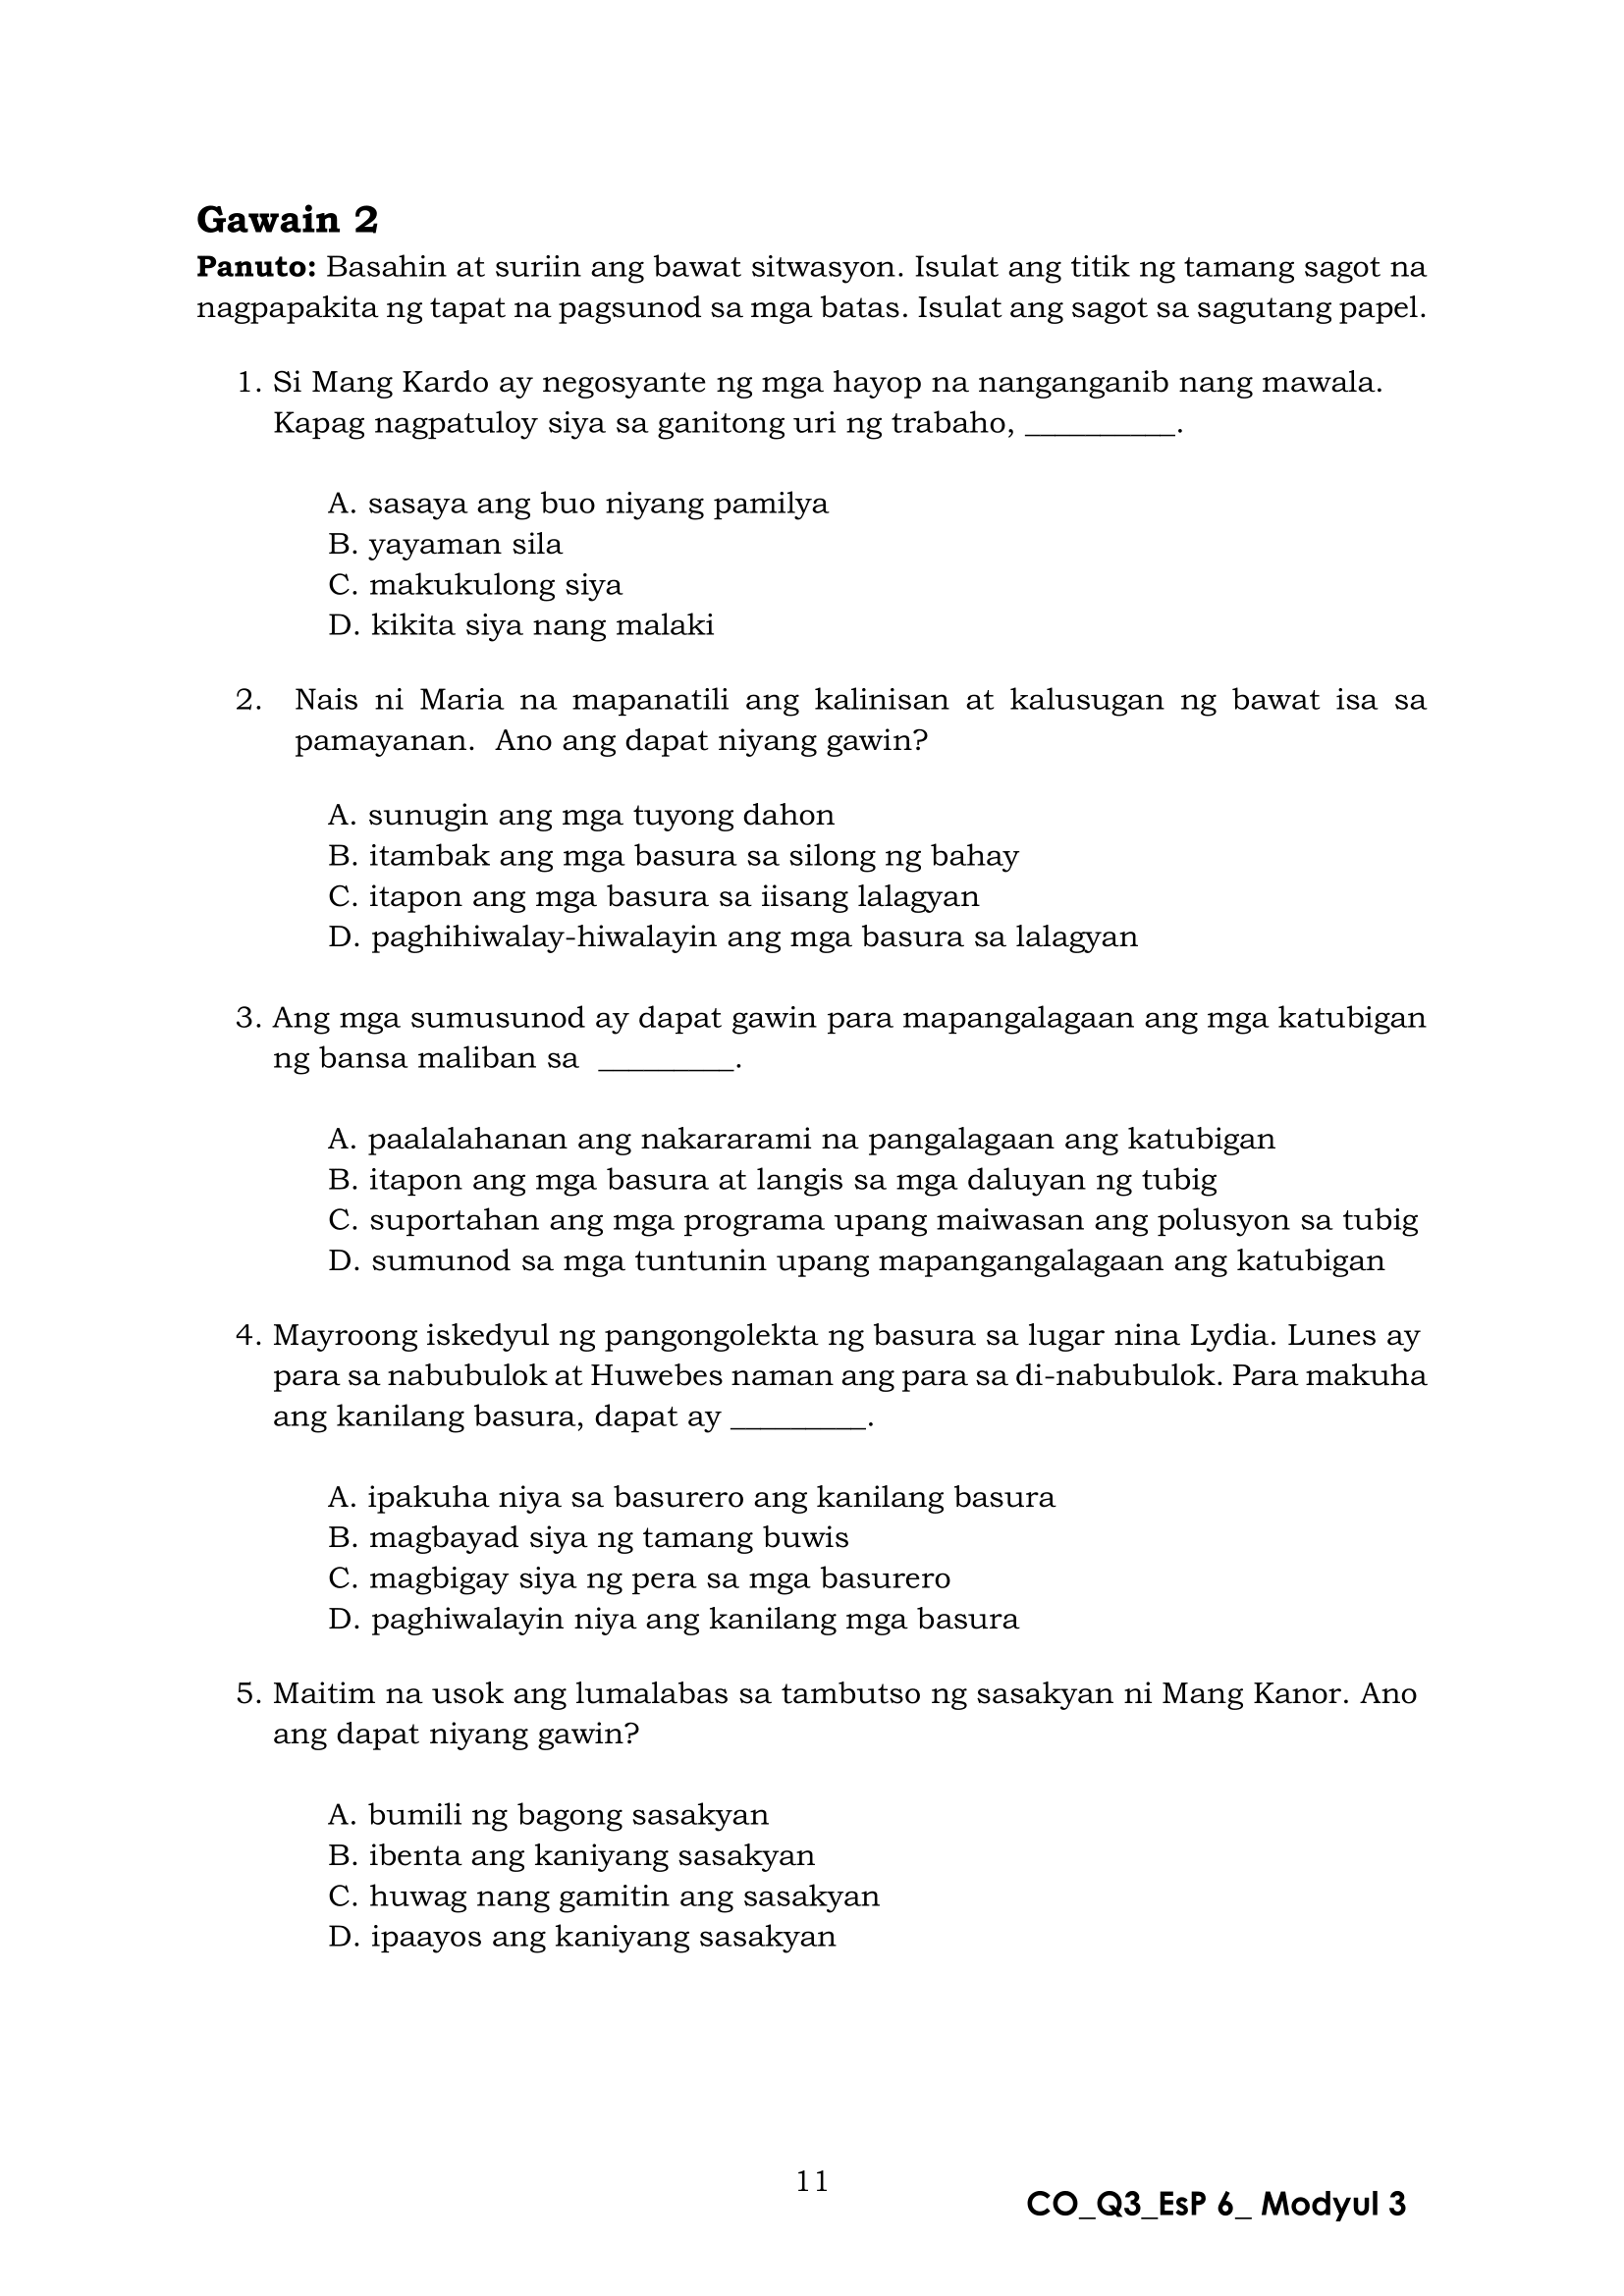 Gawain 2
Panuto: Basahin at suriin ang bawat sitwasyon. Isulat ang titik ng tamang sagot na
nagpapakita ng tapat na pagsunod sa mga batas. Isulat ang sagot sa sagutang papel.
1. Si Mang Kardo ay negosyante ng mga hayop na nanganganib nang mawala.
Kapag nagpatuloy siya sa ganitong uri ng trabaho, __________.
A. sasaya ang buo niyang pamilya
B. yayaman sila
C. makukulong siya
D. kikita siya nang malaki
2. Nais ni Maria na mapanatili ang kalinisan at kalusugan ng bawat isa sa
pamayanan. Ano ang dapat niyang gawin?
A. sunugin ang mga tuyong dahon
B. itambak ang mga basura sa silong ng bahay
C. itapon ang mga basura sa iisang lalagyan
D. paghihiwalay-hiwalayin ang mga basura sa lalagyan
3. Ang mga sumusunod ay dapat gawin para mapangalagaan ang mga katubigan
ng bansa maliban sa _________.
A. paalalahanan ang nakararami na pangalagaan ang katubigan
B. itapon ang mga basura at langis sa mga daluyan ng tubig
C. suportahan ang mga programa upang maiwasan ang polusyon sa tubig
D. sumunod sa mga tuntunin upang mapangangalagaan ang katubigan
4. Mayroong iskedyul ng pangongolekta ng basura sa lugar nina Lydia. Lunes ay
para sa nabubulok at Huwebes naman ang para sa di-nabubulok. Para makuha
ang kanilang basura, dapat ay _________.
A. ipakuha niya sa basurero ang kanilang basura
B. magbayad siya ng tamang buwis
C. magbigay siya ng pera sa mga basurero
D. paghiwalayin niya ang kanilang mga basura
5. Maitim na usok ang lumalabas sa tambutso ng sasakyan ni Mang Kanor. Ano
ang dapat niyang gawin?
A. bumili ng bagong sasakyan
B. ibenta ang kaniyang sasakyan
C. huwag nang gamitin ang sasakyan
D. ipaayos ang kaniyang sasakyan
11
CO_Q3_EsP 6_ Modyul 3